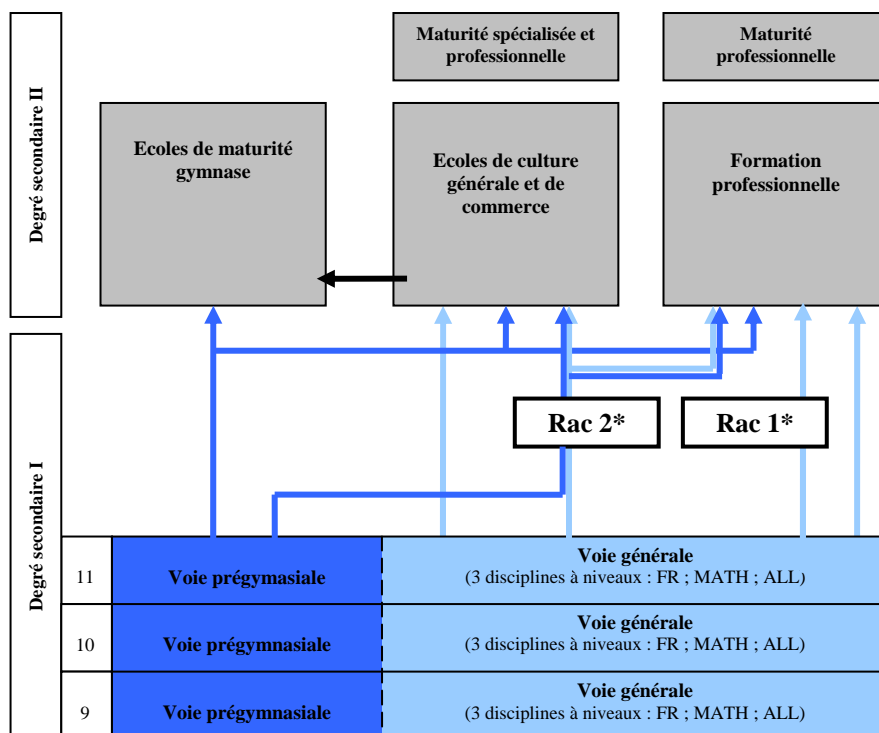 Maturité spécialisée et
professionnelle
Maturité
professionnelle
Degré secondaire II
Ecoles de maturité
gymnase
Ecoles de culture
générale et de
commerce
Formation
professionnelle
Degré secondaire I
Rac 2*
Rac 1*
11
Voie prégymasiale
Voie générale
(3 disciplines à niveaux : FR ; MATH ; ALL)
10
Voie prégymnasiale
Voie générale
(3 disciplines à niveaux : FR ; MATH ; ALL)
9
Voie prégymnasiale
Voie générale
(3 disciplines à niveaux : FR ; MATH ; ALL)